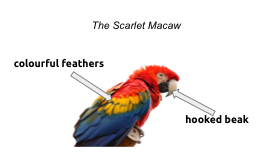 The Scarlet Macaw
colourful feathers
hooked beak